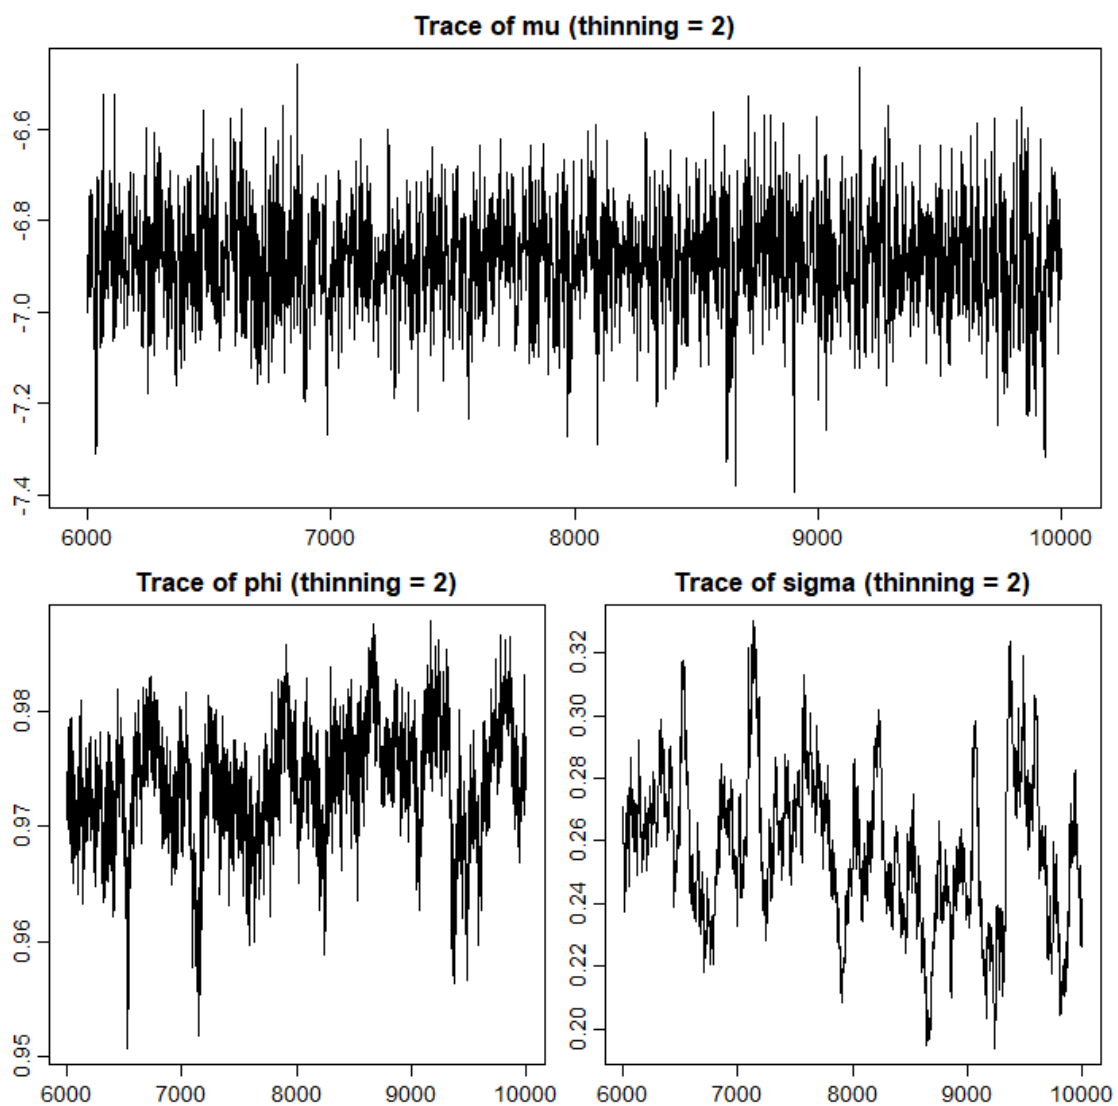 Trace of mu (thinning = 2)
-6.6
-6.8
-7.0
-7.2
-7.4
6000 7000 8000 9000 10000
Trace of phi (thinning = 2)
0.98
0.97
0.96
0.95
6000 7000 8000 9000 10000
Trace of sigma (thinning = 2)
0.32
0.30
0.28
0.26
0.24
0.22
0.20
6000 7000 8000 9000 10000